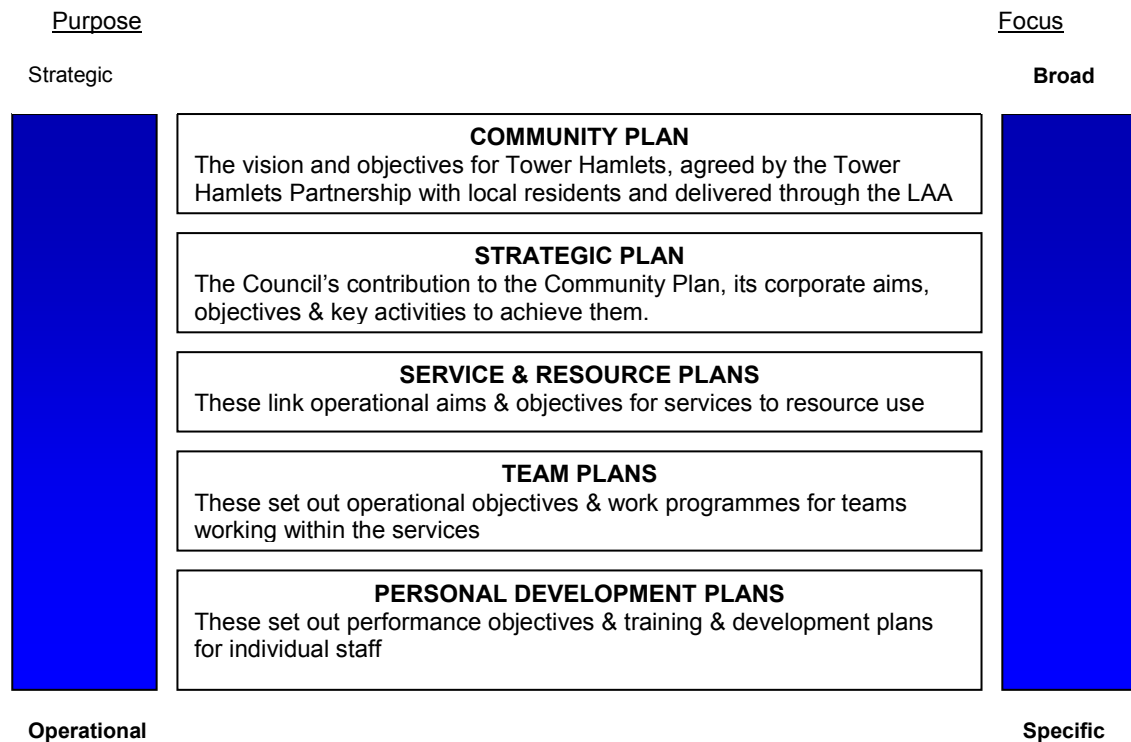 Purpose Focus
Strategic Broad
COMMUNITY PLAN
The vision and objectives for Tower Hamlets, agreed by the Tower
Hamlets Partnership with local residents and delivered through the LAA
STRATEGIC PLAN
The Council's contribution to the Community Plan, its corporate aims,
objectives & key activities to achieve them.
SERVICE & RESOURCE PLANS
These link operational aims & objectives for services to resource use
TEAM PLANS
These set out operational objectives & work programmes for teams
working within the services
PERSONAL DEVELOPMENT PLANS
These set out performance objectives & training & development plans
for individual staff
Operational Specific